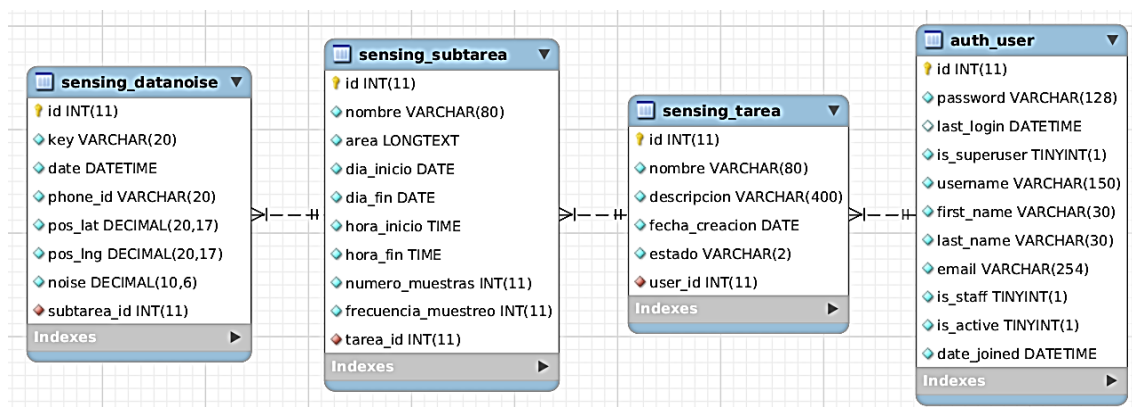 sensing_datanoise
id INT(11)
key VARCHAR(20)
date DATETIME
phone_id VARCHAR(20)
pos_lat DECIMAL(20,17)
pos_lng DECIMAL(20,17)
noise DECIMAL(10,6)
subtarea_id INT(11)
Indexes
sensing_subtarea
id INT(11)
nombre VARCHAR(80)
area LONGTEXT
dia_inicio DATE
dia_fin DATE
hora_inicio TIME
hora_fin TIME
numero_muestras INT(11)
frecuencia_muestreo INT(11)
tarea_id INT(11)
Indexes
sensing_tarea
id INT(11)
nombre VARCHAR(80)
descripcion VARCHAR(400)
fecha_creacion DATE
estado VARCHAR(2)
user_id INT(11)
Indexes
auth_user
id INT(11)
password VARCHAR(128)
last_login DATETIME
is_superuser TINYINT(1)
username VARCHAR(150)
first_name VARCHAR(30)
last_name VARCHAR(30)
email VARCHAR(254)
is_staff TINYINT(1)
is_active TINYINT(1)
date_joined DATETIME
Indexes